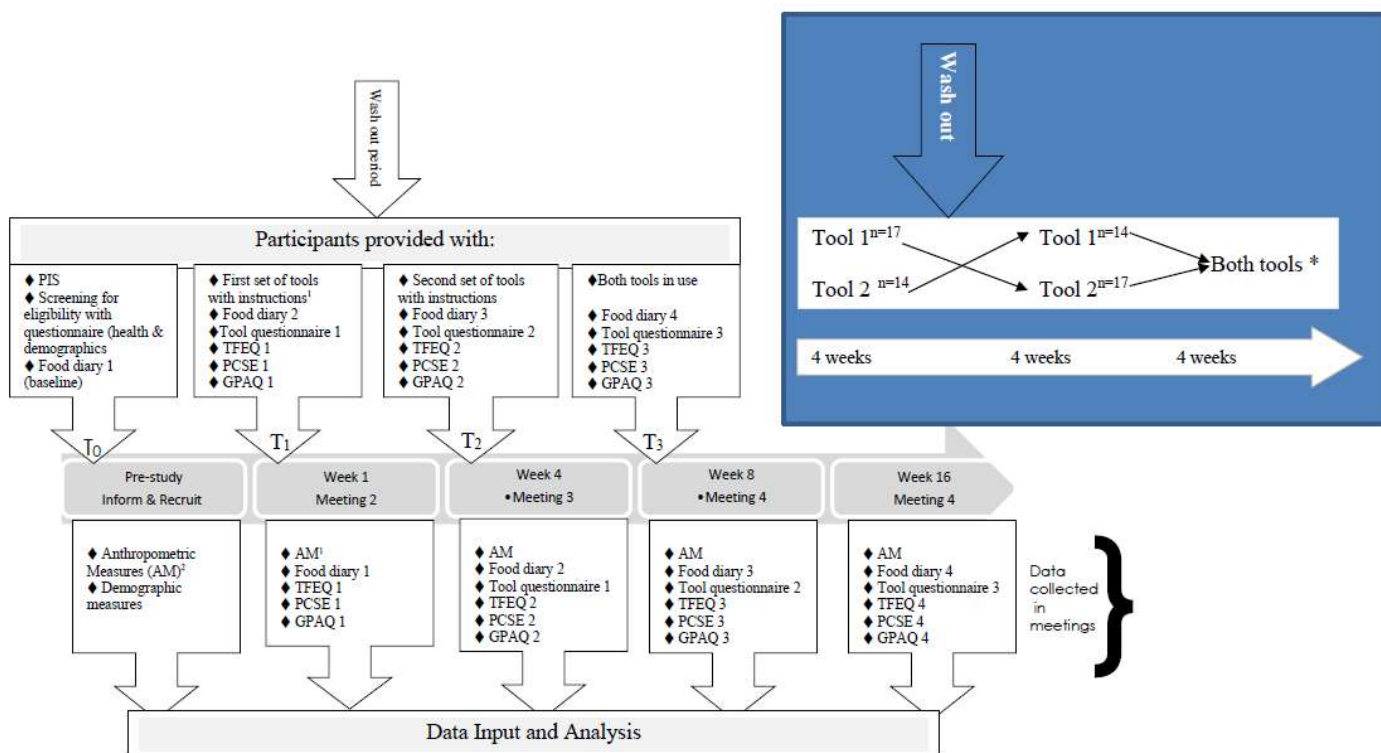 Wash out period
Participants provided with:
♦ PIS
♦ Screening for
eligibility with
questionnaire (health &
demographics
♦ Food diary 1
(baseline)
♦ First set of tools
with instructions¹
♦ Food diary 2
♦Tool questionnaire 1
♦ TFEQ 1
♦ PCSE 1
♦ GPAQ 1
♦ Second set of tools
with instructions
♦ Food diary 3
♦ Tool questionnaire 2
♦ TFEQ 2
♦ PCSE 2
♦ GPAQ 2
♦Both tools in use
♦ Food diary 4
♦ Tool questionnaire 3
♦ TFEQ 3
♦ PCSE 3
♦ GPAQ 3
T₀
T₁
T₂
T₃
Pre-study
Inform & Recruit
Week 1
Meeting 2
Week 4
•Meeting 3
Week 8
•Meeting 4
Week 16
Meeting 4
♦ Anthropometric
Measures (AM)²
♦ Demographic
measures
♦ AM¹
♦ Food diary 1
♦ TFEQ 1
♦ PCSE 1
♦ GPAQ 1
♦ AM
♦ Food diary 2
♦ Tool questionnaire 1
♦ TFEQ 2
♦ PCSE 2
♦ GPAQ 2
♦ AM
♦ Food diary 3
♦ Tool questionnaire 2
♦ TFEQ 3
♦ PCSE 3
♦ GPAQ 3
♦ AM
♦ Food diary 4
♦ Tool questionnaire 3
♦ TFEQ 4
♦ PCSE 4
♦ GPAQ 4
Data
collected
in
meetings
}
Data Input and Analysis
Wash out
Tool 1 n=17
Tool 1 n=14
Both tools *
Tool 2 n=14
Tool 2 n=17
4 weeks
4 weeks
4 weeks